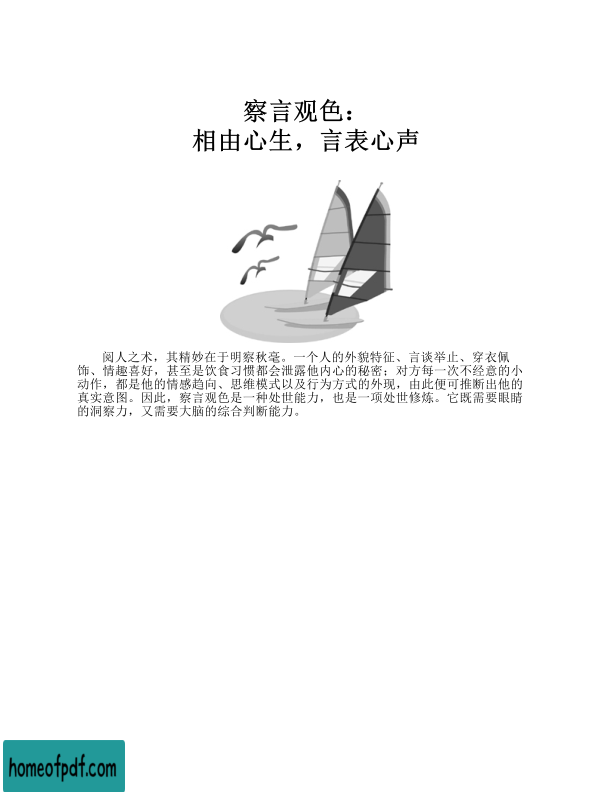 察言观色：
相由心生，言表心声
阅人之术，其精妙在于明察秋毫。一个人的外貌特征、言谈举止、穿衣佩
饰、情趣喜好，甚至是饮食习惯都会泄露他内心的秘密；对方每一次不经意的小
动作，都是他的情感趋向、思维模式以及行为方式的外现，由此便可推断出他的
真实意图。因此，察言观色是一种处世能力，也是一项处世修炼。它既需要眼睛
的洞察力，又需要大脑的综合判断能力。
homeofpdf.com